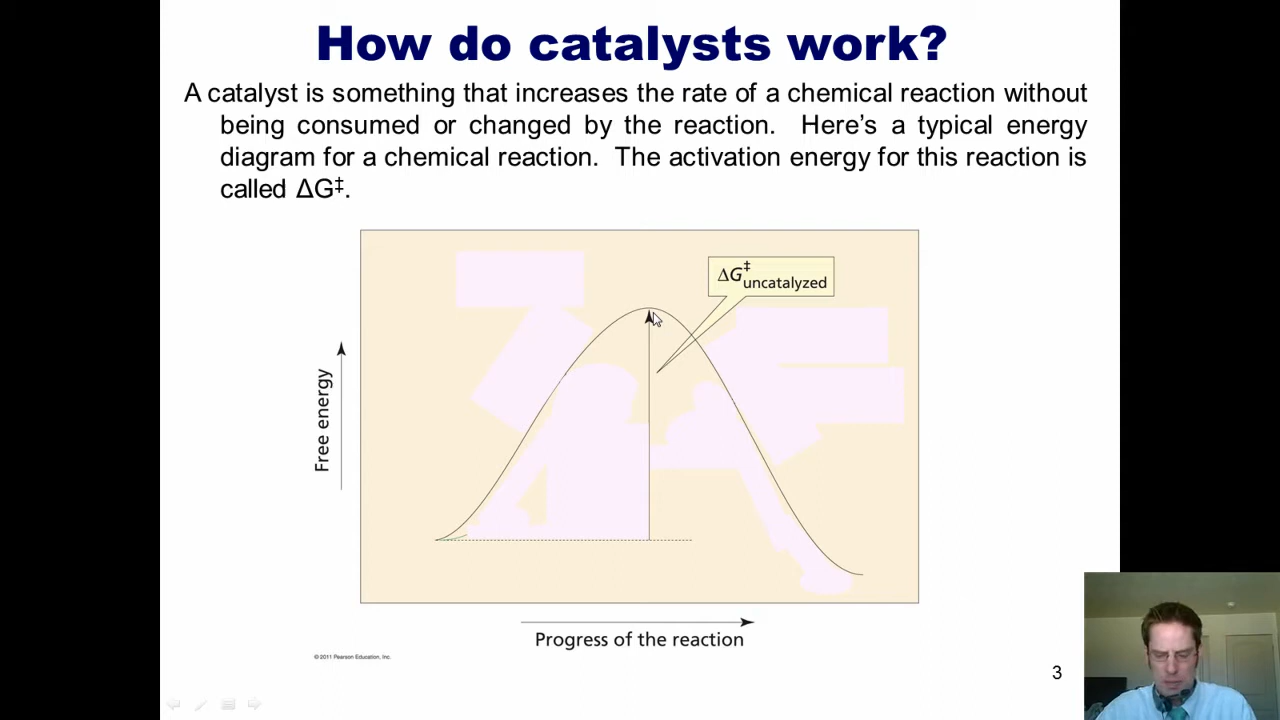 How do catalysts work?
A catalyst is something that increases the rate of a chemical reaction without
being consumed or changed by the reaction. Here’s a typical energy
diagram for a chemical reaction. The activation energy for this reaction is
called ΔG‡.
ΔG‡uncatalyzed
Free energy
Progress of the reaction
© 2011 Pearson Education, Inc.
3